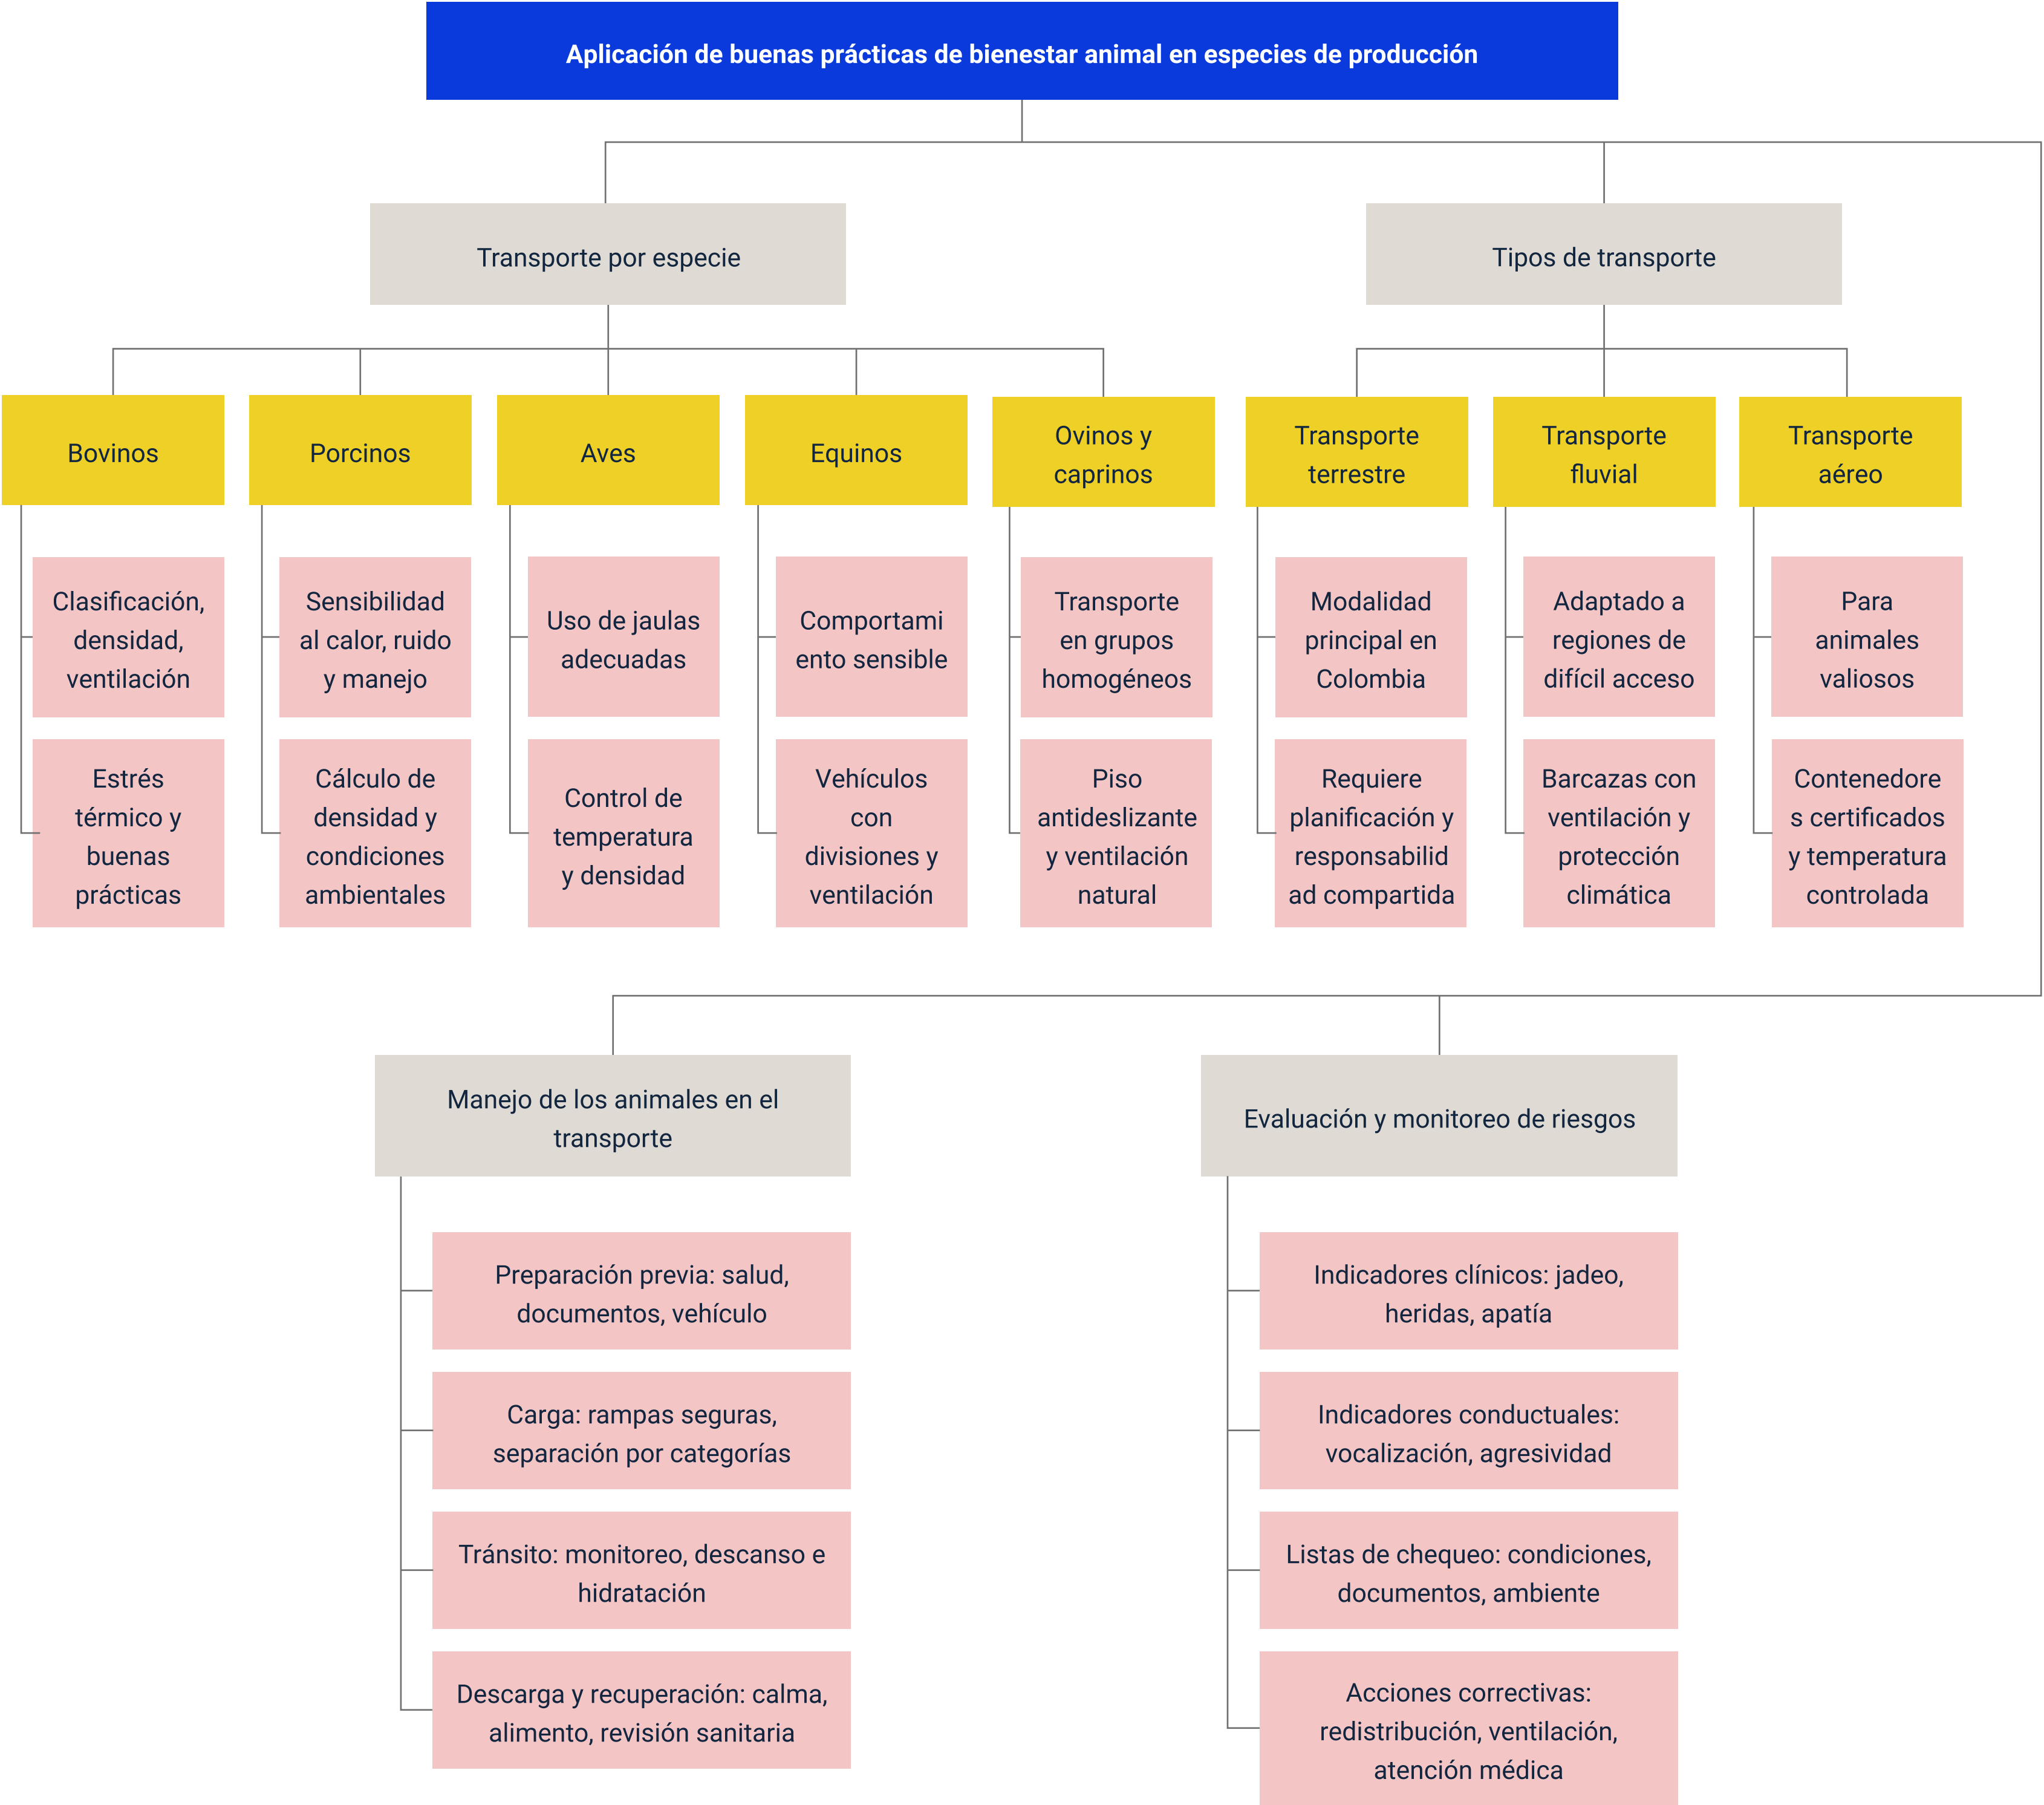 Aplicación de buenas prácticas de bienestar animal en especies de producción
Transporte por especie
Tipos de transporte
Bovinos
Porcinos
Aves
Equinos
Ovinos y
caprinos
Transporte
terrestre
Transporte
fluvial
Transporte
aéreo
Clasificación,
densidad,
ventilación
Sensibilidad
al calor, ruido
y manejo
Uso de jaulas
adecuadas
Comportami
ento sensible
Transporte
en grupos
homogéneos
Modalidad
principal en
Colombia
Adaptado a
regiones de
difícil acceso
Para
animales
valiosos
Estrés
térmico y
buenas
prácticas
Cálculo de
densidad y
condiciones
ambientales
Control de
temperatura
y densidad
Vehículos
con
divisiones y
ventilación
Piso
antideslizante
y ventilación
natural
Requiere
planificación y
responsabilid
ad compartida
Barcazas con
ventilación y
protección
climática
Contenedore
s certificados
y temperatura
controlada
Manejo de los animales en el
transporte
Preparación previa: salud,
documentos, vehículo
Carga: rampas seguras,
separación por categorías
Tránsito: monitoreo, descanso e
hidratación
Descarga y recuperación: calma,
alimento, revisión sanitaria
Evaluación y monitoreo de riesgos
Indicadores clínicos: jadeo,
heridas, apatía
Indicadores conductuales:
vocalización, agresividad
Listas de chequeo: condiciones,
documentos, ambiente
Acciones correctivas:
redistribución, ventilación,
atención médica